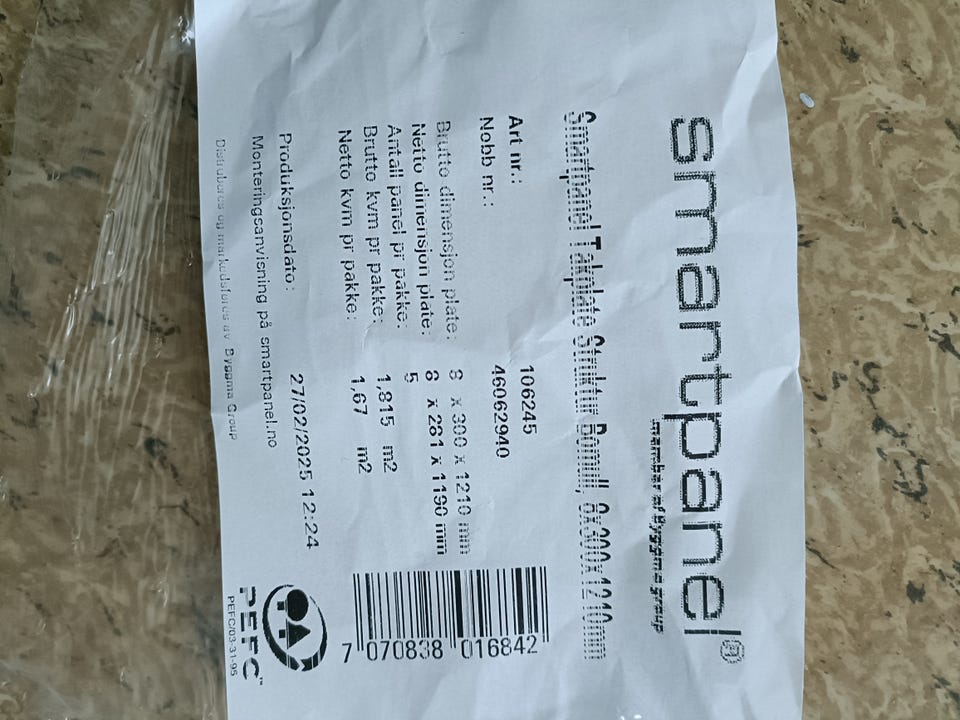 smartpanel®
member of Byggma group
Smartpanel Takplate Struktur Bomull, 8x300x1210mm
Art nr.: 106245
Nobb nr.: 46062940
Brutto dimensjon plate: 8 x 300 x 1210 mm
Netto dimensjon plate: 8 x 281 x 1190 mm
Antall panel pr pakke: 5
Brutto kvm pr pakke: 1,815 m2
Netto kvm pr pakke: 1,67 m2
Produksjonsdato: 27/02/2025 12:24
Monteringsanvisning på smartpanel.no
Distribueres og markedsføres av Byggma Group
7 070838 016842
PEFC™
PEFC/03-31-95